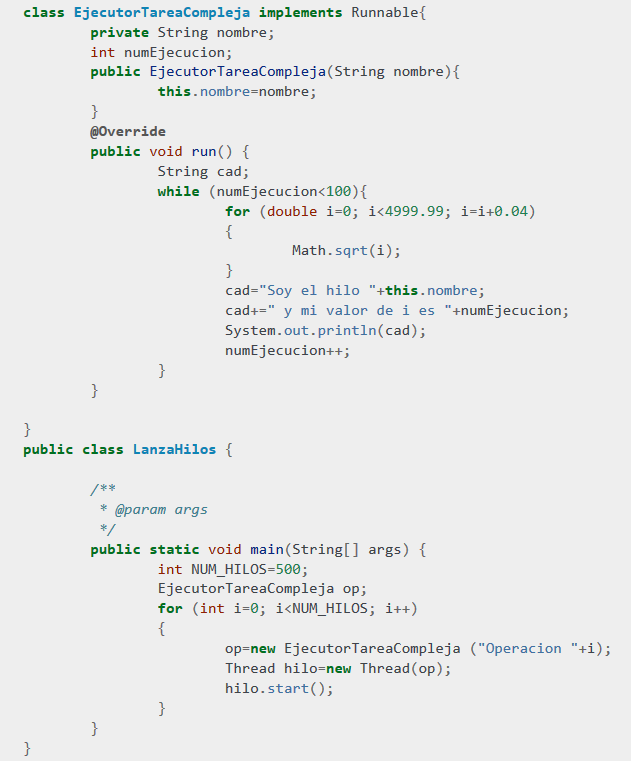 class EjecutorTareaCompleja implements Runnable{
        private String nombre;
        int numEjecucion;
        public EjecutorTareaCompleja(String nombre){
                this.nombre=nombre;
        }
        @Override
        public void run() {
                String cad;
                while (numEjecucion<100){
                        for (double i=0; i<4999.99; i=i+0.04)
                        {
                                Math.sqrt(i);
                        }
                        cad="Soy el hilo "+this.nombre;
                        cad+=" y mi valor de i es "+numEjecucion;
                        System.out.println(cad);
                        numEjecucion++;
                }
        }

}
public class LanzaHilos {

        /**
         * @param args
         */
        public static void main(String[] args) {
                int NUM_HILOS=500;
                EjecutorTareaCompleja op;
                for (int i=0; i<NUM_HILOS; i++)
                {
                        op=new EjecutorTareaCompleja ("Operacion "+i);
                        Thread hilo=new Thread(op);
                        hilo.start();
                }
        }
}